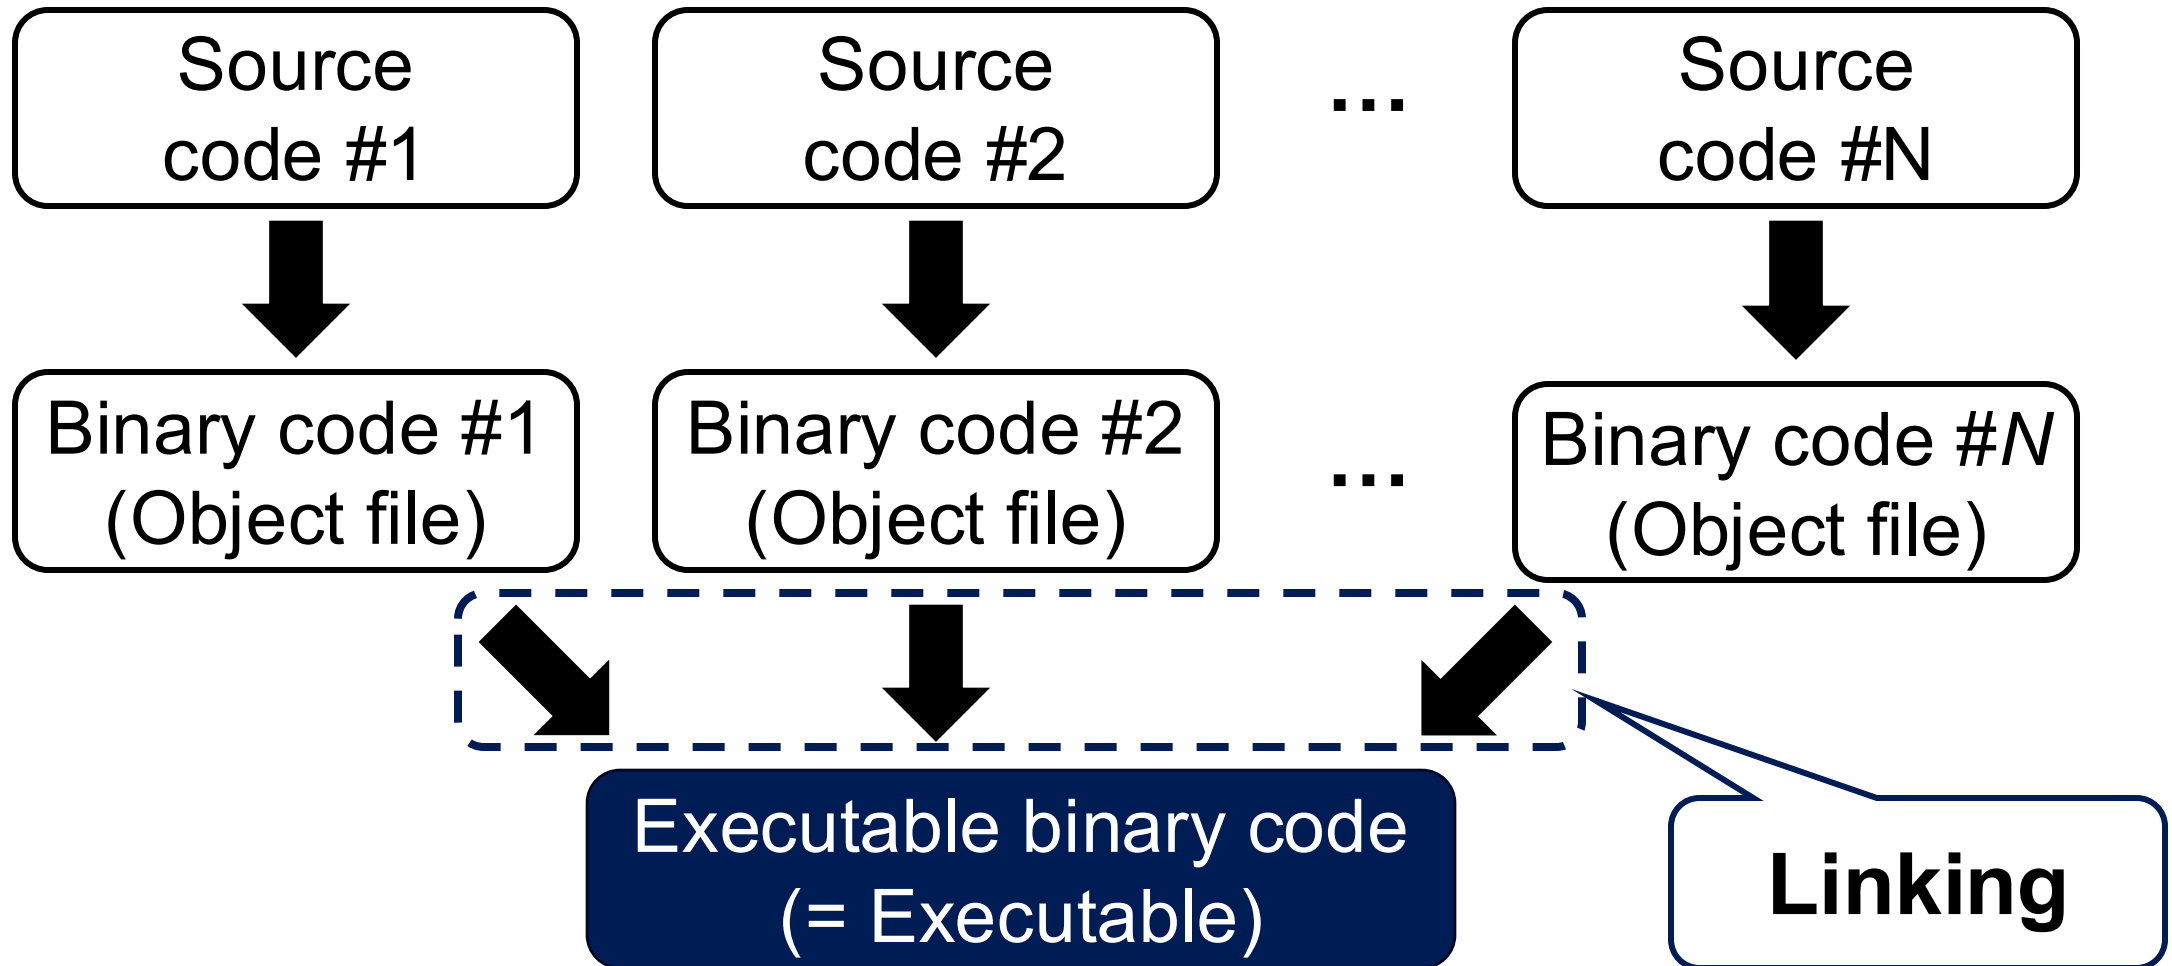 Source
code #1
Source
code #2
...
Source
code #N
Binary code #1
(Object file)
Binary code #2
(Object file)
...
Binary code #N
(Object file)
Executable binary code
(= Executable)
Linking